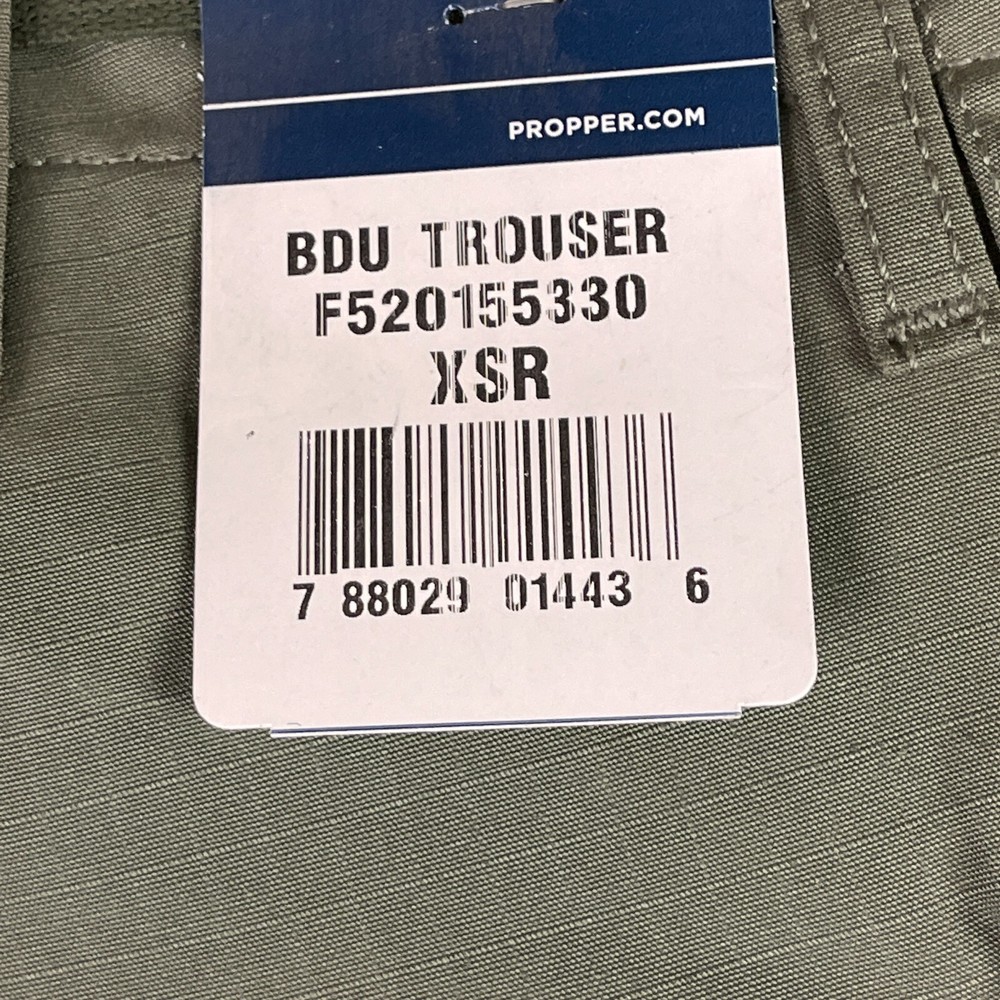 PROPPER.COM
BDU TROUSER
F520155330
XSR
7 88029 01443 6